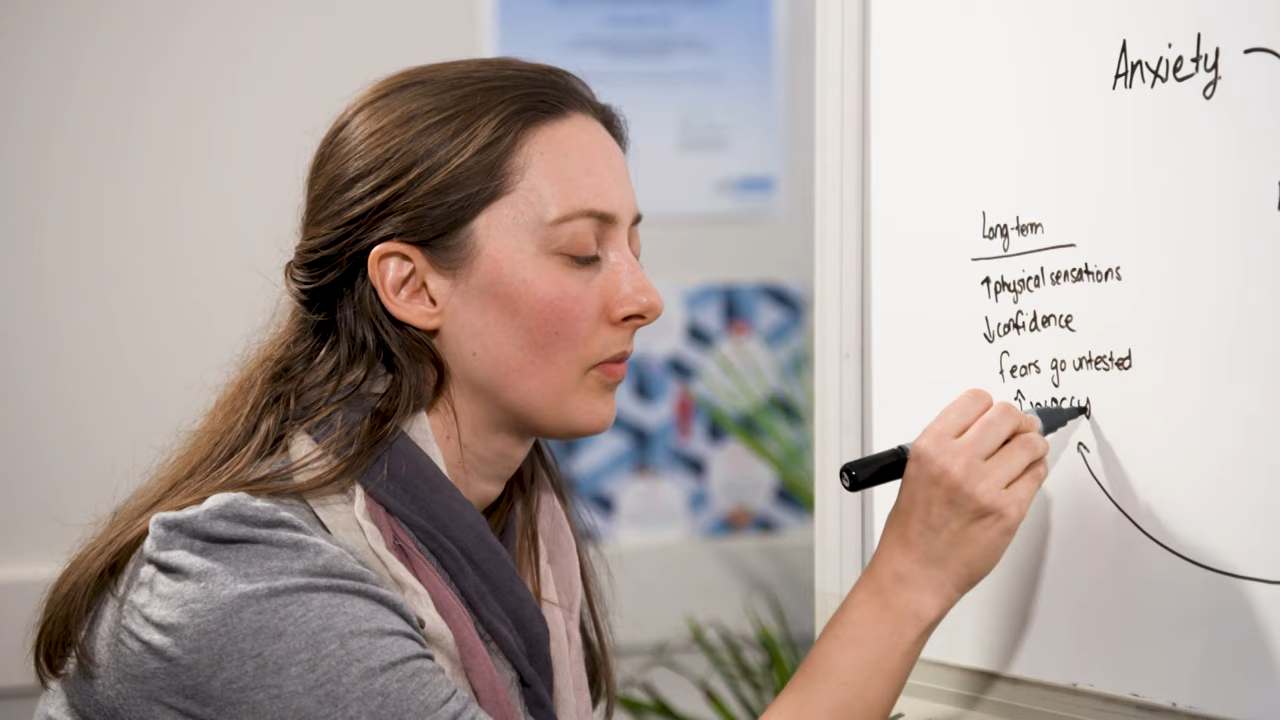 Anxiety
Long-term
↑physical sensations
↓confidence
fears go untested